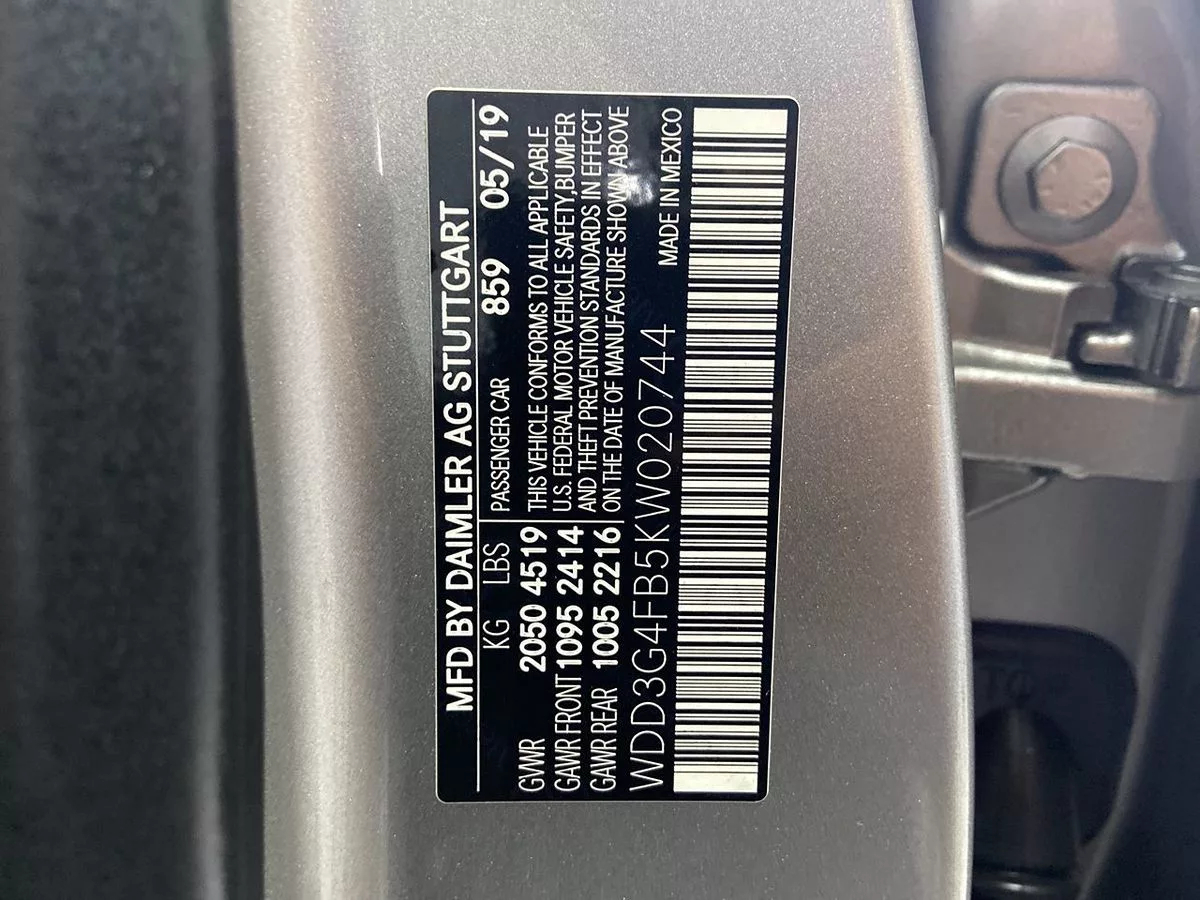 MFD BY DAIMLER AG STUTTGART
KG LBS PASSENGER CAR 859 05/19
GVWR 2050 4519 THIS VEHICLE CONFORMS TO ALL APPLICABLE
GAWR FRONT 1095 2414 U.S. FEDERAL MOTOR VEHICLE SAFETY,BUMPER
GAWR REAR 1005 2216 AND THEFT PREVENTION STANDARDS IN EFFECT
ON THE DATE OF MANUFACTURE SHOWN ABOVE
WDD3G4FB5KW020744 MADE IN MEXICO